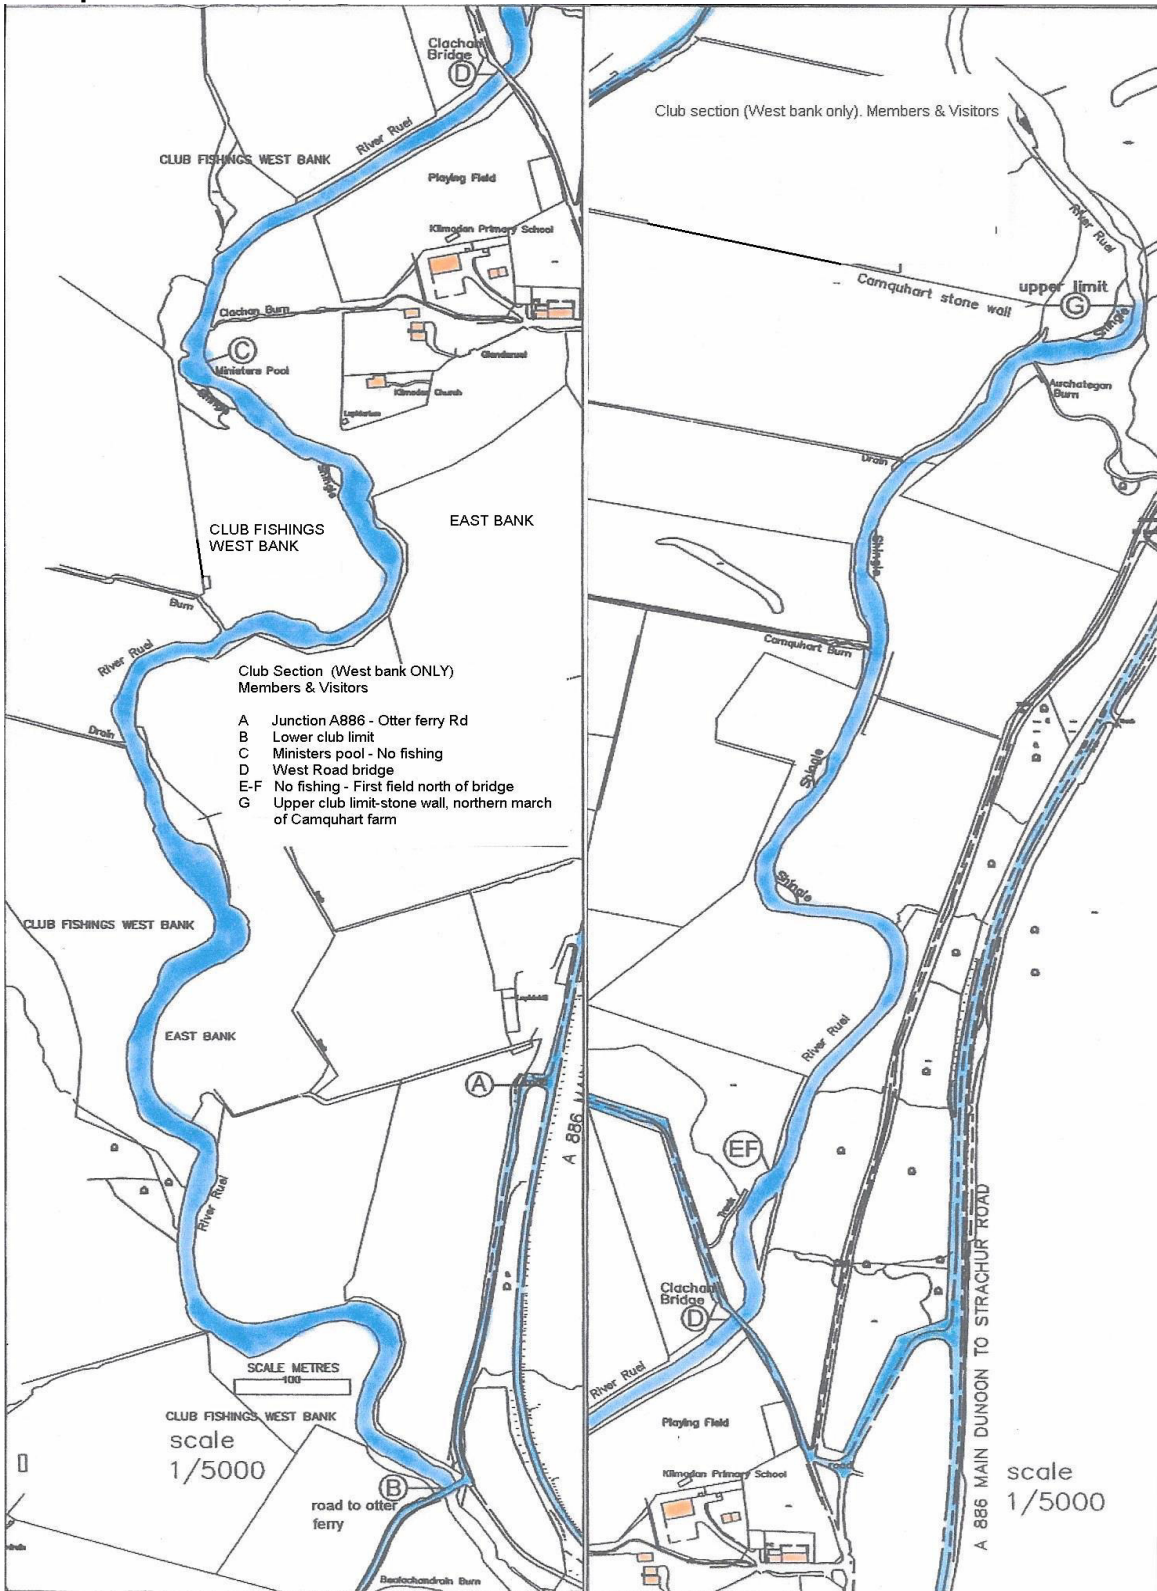 Clachan
Bridge
D
River Ruel
CLUB FISHINGS WEST BANK
Playing Field
Kilmodan Primary School
Clachan Burn
C
Ministers Pool
Glendaruel
Kilmodan Church
Shingle
Shingle
CLUB FISHINGS
WEST BANK
EAST BANK
Burn
River Ruel
Club Section (West bank ONLY)
Members & Visitors
A Junction A886 - Otter ferry Rd
B Lower club limit
C Ministers pool - No fishing
D West Road bridge
E-F No fishing - First field north of bridge
G Upper club limit-stone wall, northern march
of Camquhart farm
Drain
CLUB FISHINGS WEST BANK
EAST BANK
A
A 886 MA
River Ruel
SCALE METRES
100
CLUB FISHINGS WEST BANK
scale
1/5000
B
road to otter
ferry
Bealachandrain Burn
Club section (West bank only). Members & Visitors
River Ruel
upper limit
G
Camquhart stone wall
Shingle
Auchategan
Burn
Drain
Shingle
Camquhart Burn
Track
Shingle
Shingle
River Ruel
EF
Track
Clachan
Bridge
D
River Ruel
Playing Field
Kilmodan Primary School
road
A 886 MAIN DUNOON TO STRACHUR ROAD
scale
1/5000